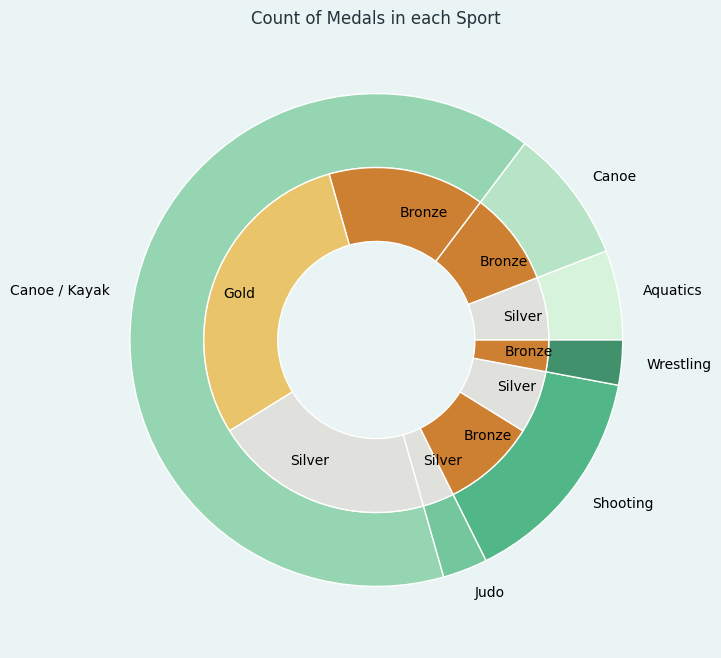 Count of Medals in each Sport
Canoe
Bronze
Bronze
Canoe / Kayak
Gold
Aquatics
Silver
Bronze
Wrestling
Silver
Bronze
Silver
Silver
Shooting
Judo